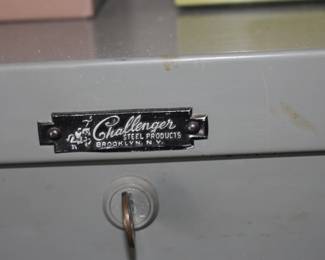 Challenger
STEEL PRODUCTS
BROOKLYN, N.Y.